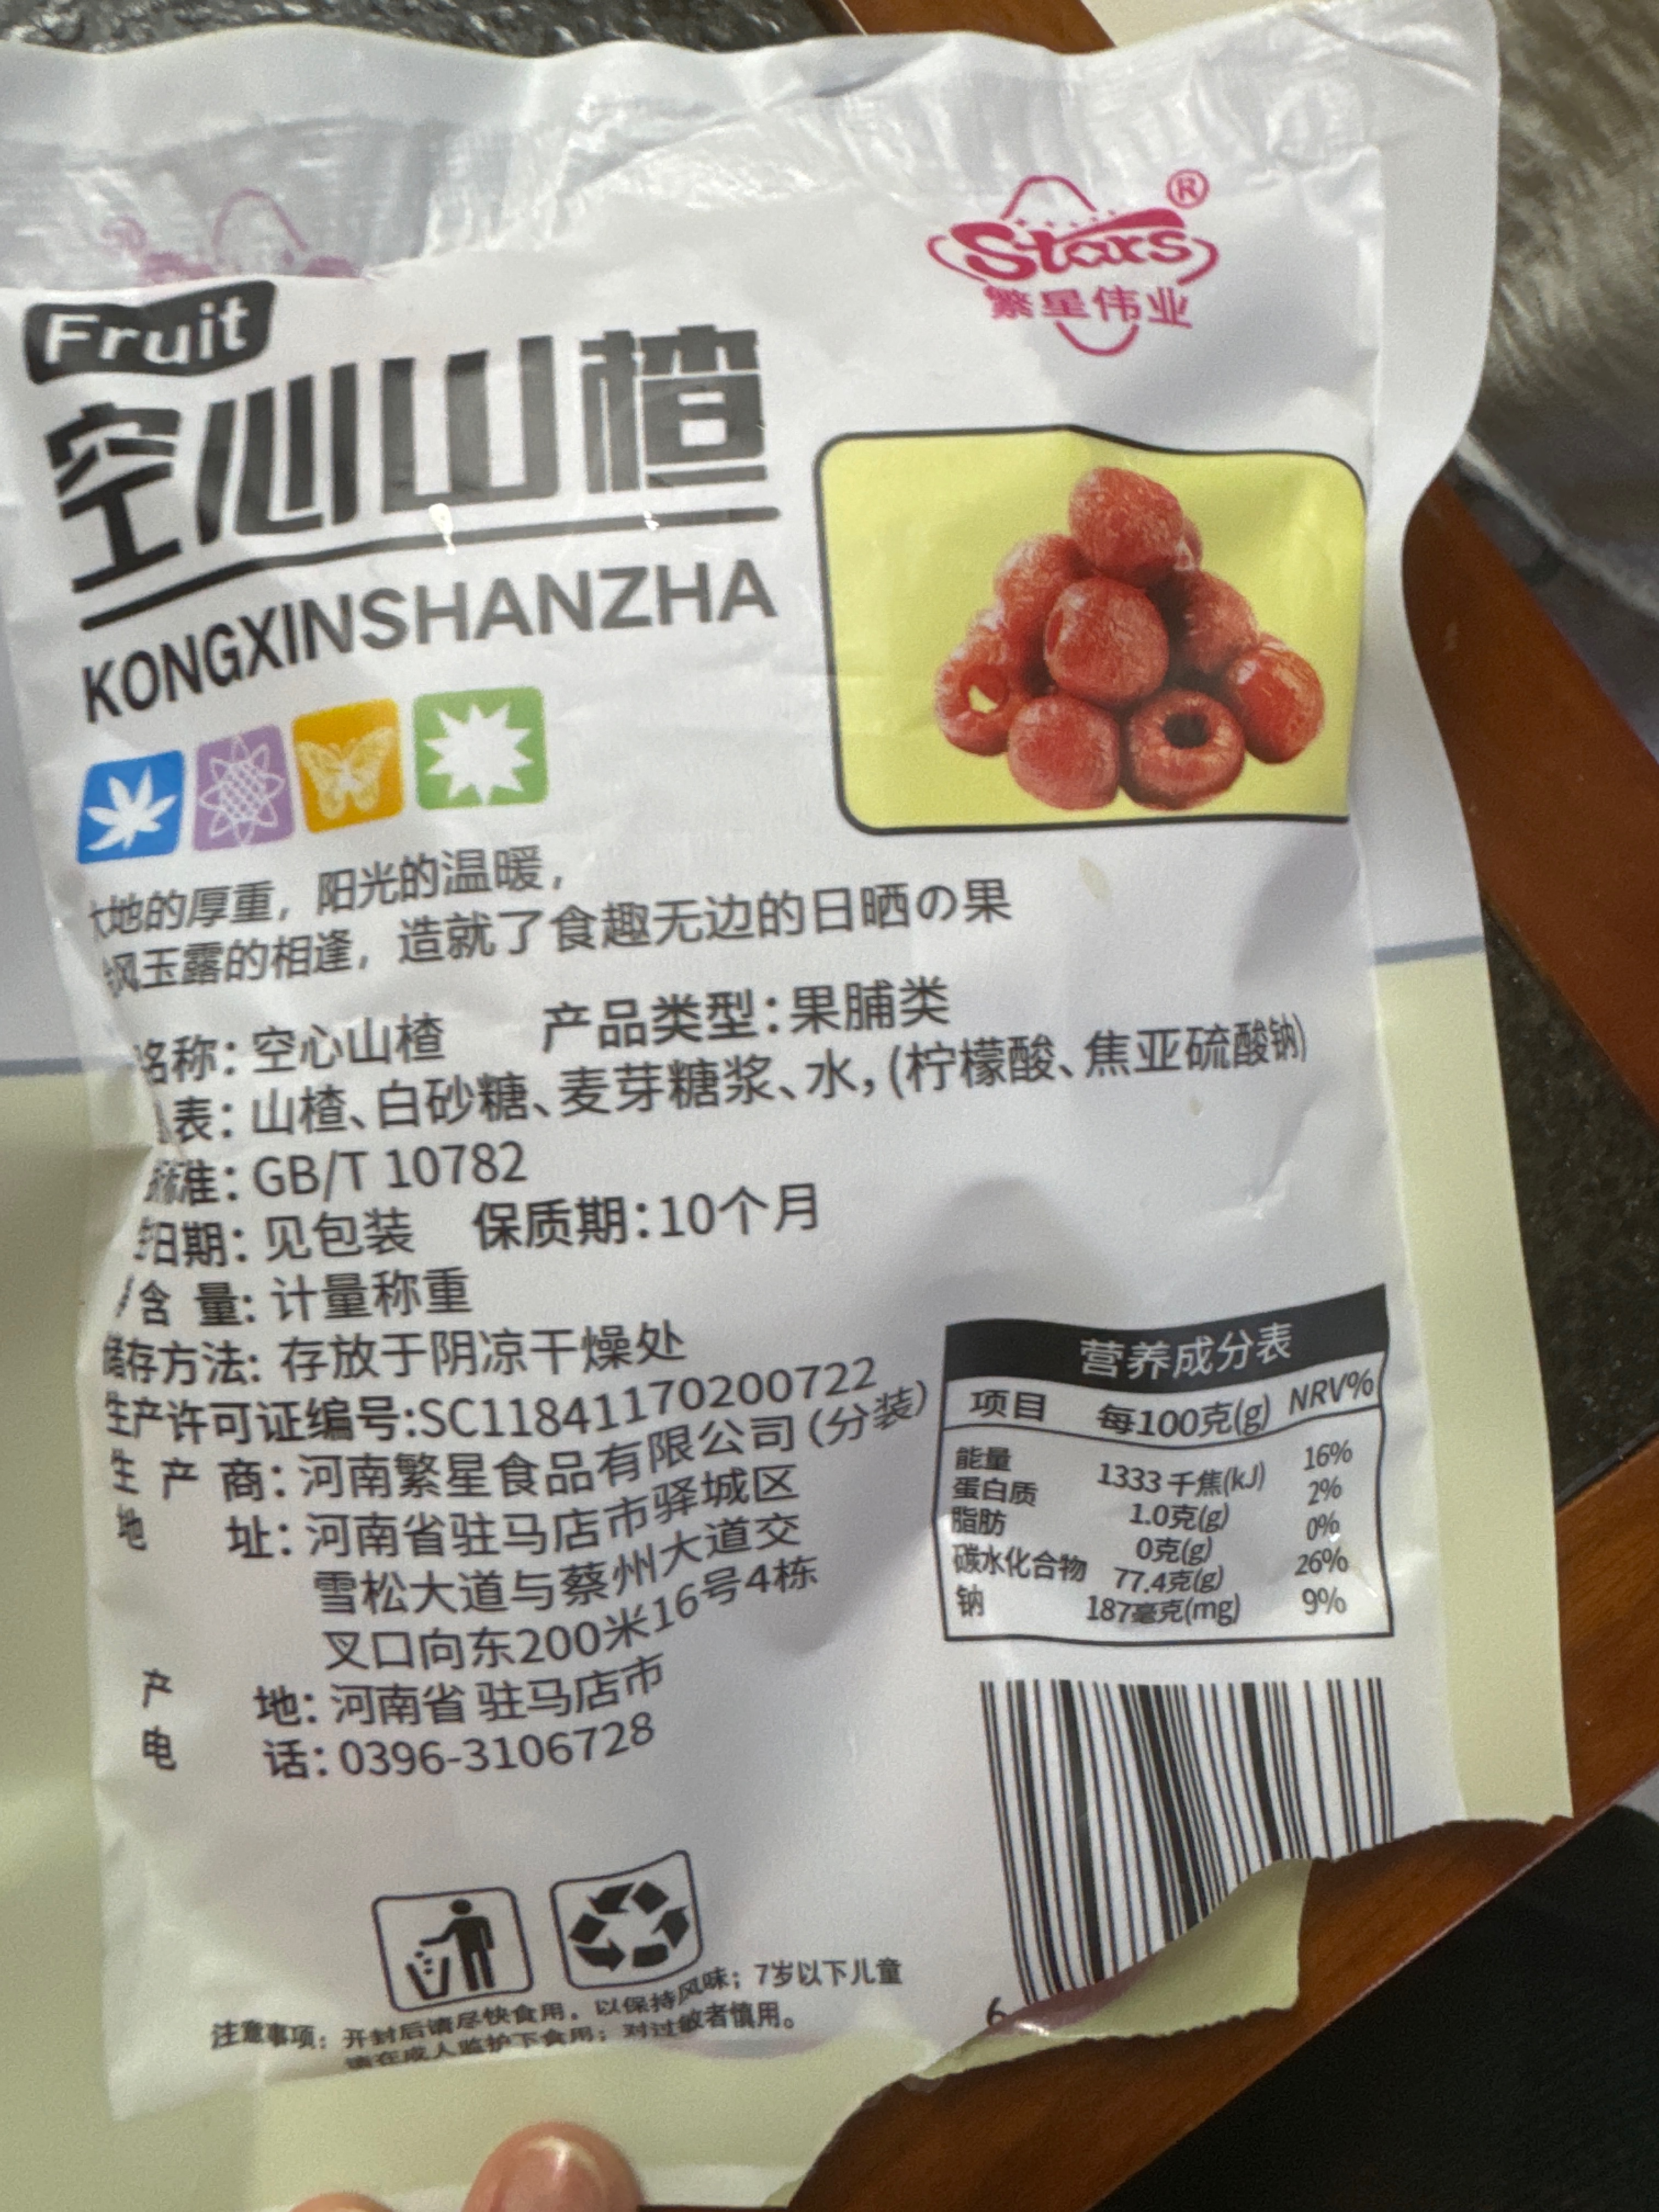 Stars®
繁星伟业
Fruit
空心山楂
KONGXINSHANZHA
大地的厚重，阳光的温暖，
风玉露的相逢，造就了食趣无边的日晒の果
名称：空心山楂 产品类型：果脯类
表：山楂、白砂糖、麦芽糖浆、水，(柠檬酸、焦亚硫酸钠)
标准：GB/T 10782
日期：见包装 保质期：10个月
含 量：计量称重
储存方法：存放于阴凉干燥处
生产许可证编号:SC11841170200722
生 产 商：河南繁星食品有限公司(分装)
地 址：河南省驻马店市驿城区
雪松大道与蔡州大道交
叉口向东200米16号4栋
产 地：河南省 驻马店市
电 话：0396-3106728
营养成分表
项目 每100克(g) NRV%
能量 1333 千焦(kJ) 16%
蛋白质 1.0克(g) 2%
脂肪 0克(g) 0%
碳水化合物 77.4克(g) 26%
钠 187毫克(mg) 9%
注意事项：开封后请尽快食用，以保持风味；7岁以下儿童
请在成人监护下食用；对过敏者慎用。
6